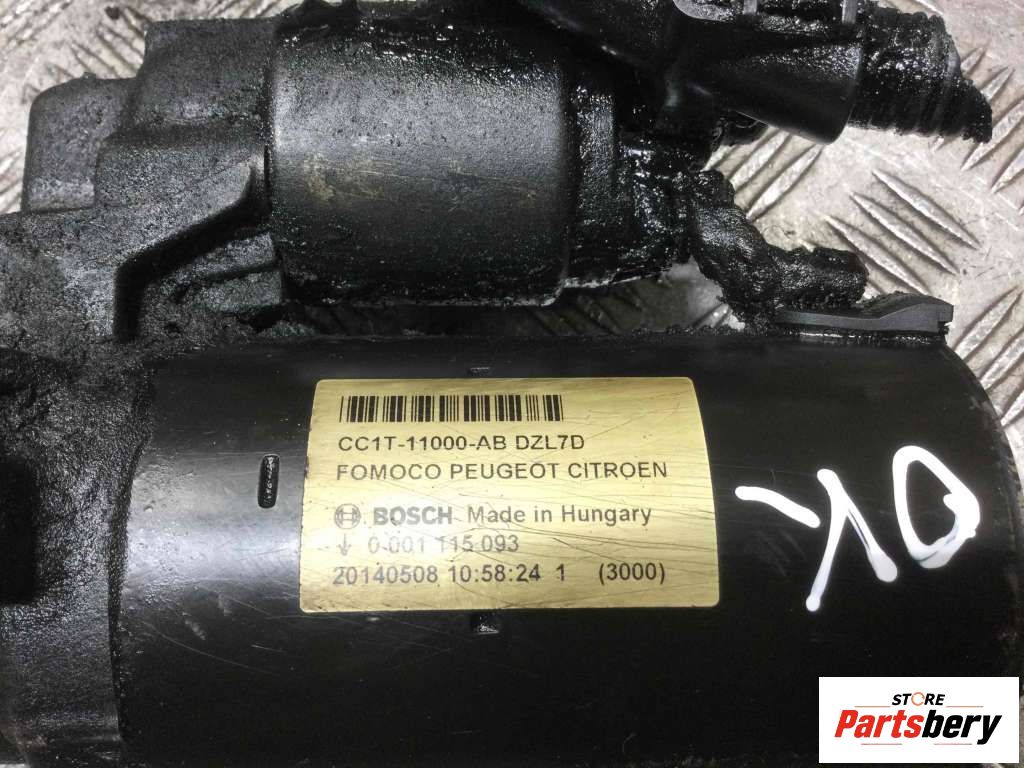 CC1T-11000-AB DZL7D
FOMOCO PEUGEOT CITROEN
BOSCH Made in Hungary
0 001 115 093
20140508 10:58:24 1 (3000)
-10
STORE
Partsbery